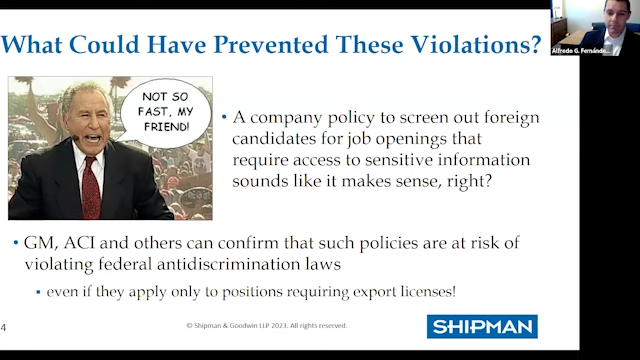 What Could Have Prevented These Violations?
Alfredo G. Fernánde...
NOT SO
FAST, MY
FRIEND!
• A company policy to screen out foreign
candidates for job openings that
require access to sensitive information
sounds like it makes sense, right?
• GM, ACI and others can confirm that such policies are at risk of
violating federal antidiscrimination laws
▪ even if they apply only to positions requiring export licenses!
4
© Shipman & Goodwin LLP 2023. All rights reserved.
SHIPMAN